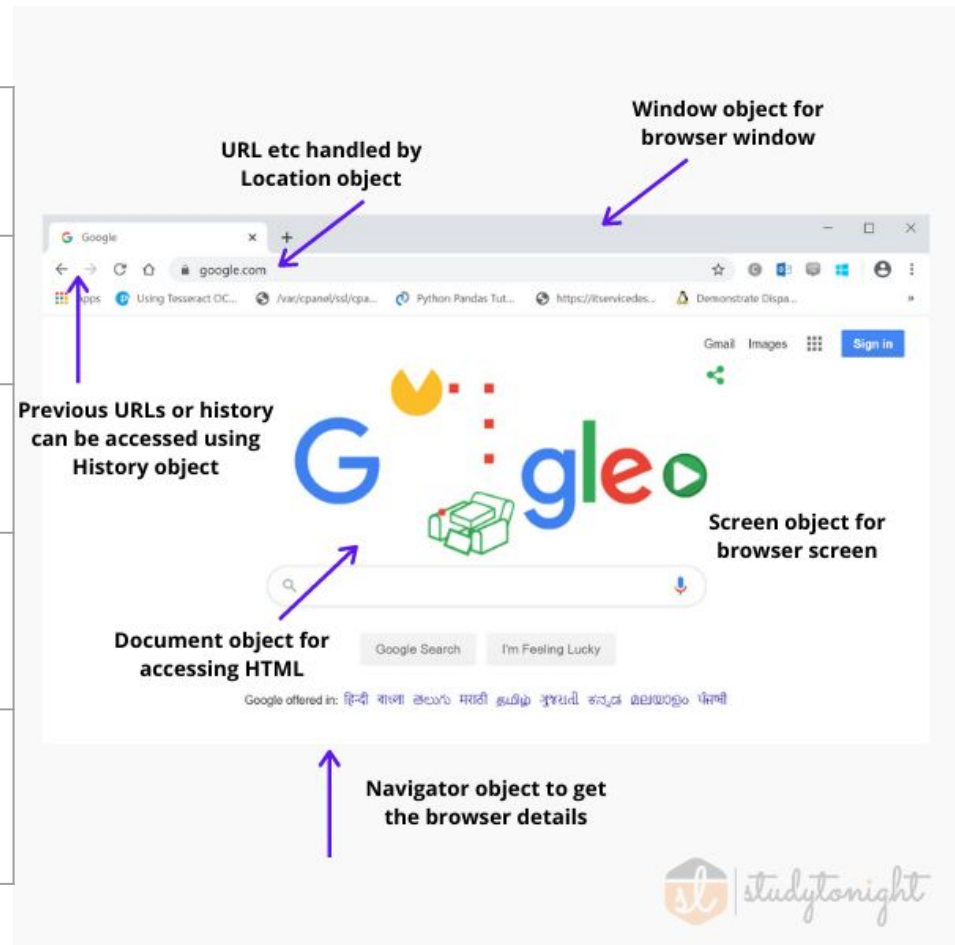 Window object for
browser window
URL etc handled by
Location object
Google
google.com
Apps Using Tesseract OC... /var/cpanel/ssl/cpa... Python Pandas Tut... https://itservicedes... Demonstrate Dispa...
Gmail Images Sign in
Previous URLs or history
can be accessed using
History object
G gle
Screen object for
browser screen
Document object for
accessing HTML
Google Search I'm Feeling Lucky
Google offered in: हिन्दी বাংলা తెలుగు मराठी தமிழ் ગુજરાતી ಕನ್ನಡ മലയാളം ਪੰਜਾਬੀ
Navigator object to get
the browser details
st studytonight